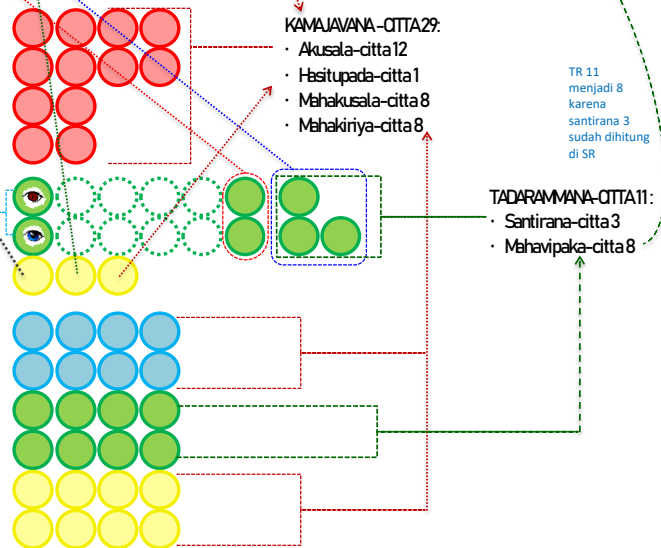 KAMAJAVANA-CITTA 29:
· Akusala-citta 12
· Hasitupada-citta 1
· Mahakusala-citta 8
· Mahakiriya-citta 8
TR 11
menjadi 8
karena
santirana 3
sudah dihitung
di SR
TADARAMMANA-CITTA 11 :
· Santirana-citta 3
· Mahavipaka-citta 8